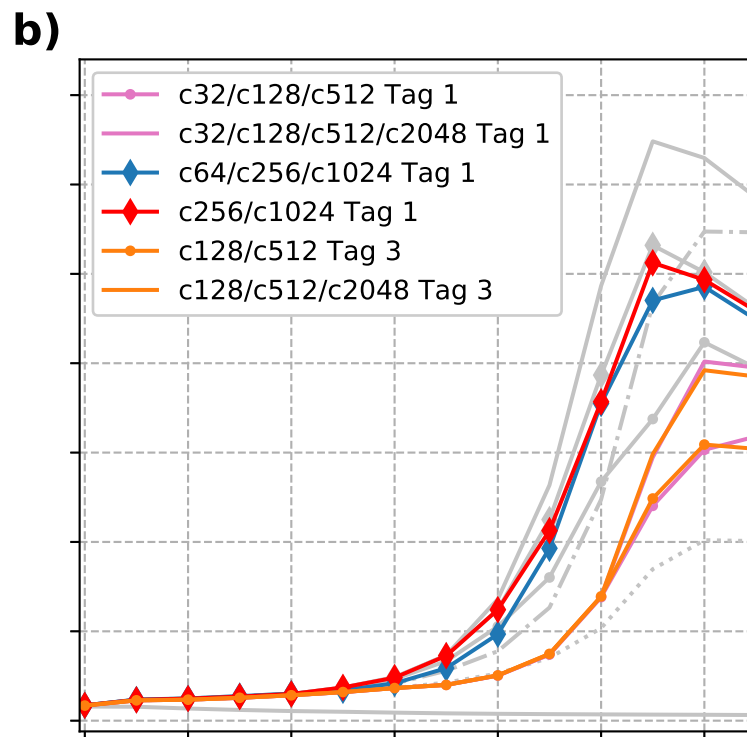 b)
c32/c128/c512 Tag 1
c32/c128/c512/c2048 Tag 1
c64/c256/c1024 Tag 1
c256/c1024 Tag 1
c128/c512 Tag 3
c128/c512/c2048 Tag 3